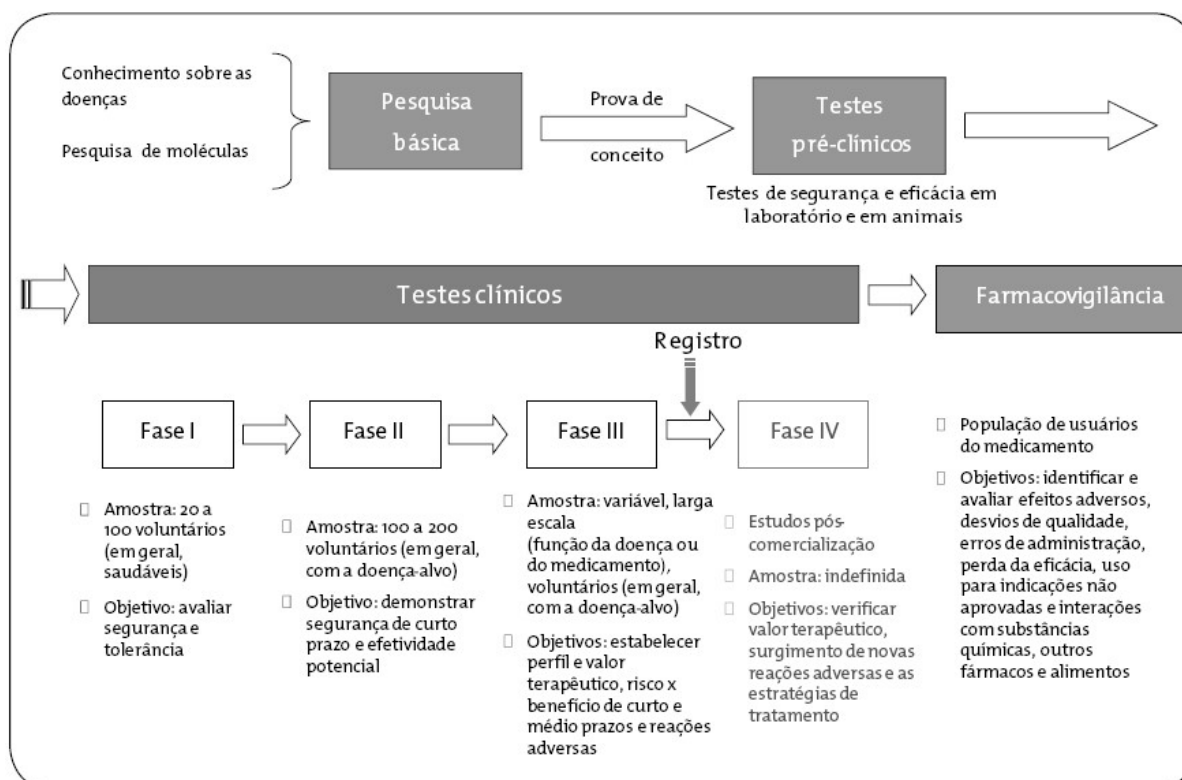 Conhecimento sobre as
doenças
Pesquisa de moléculas
Pesquisa
básica
Prova de
conceito
Testes
pré-clínicos
Testes de segurança e eficácia em
laboratório e em animais
Testes clínicos
Farmacovigilância
Registro
Fase I
Fase II
Fase III
Fase IV
Amostra: 20 a
100 voluntários
(em geral,
saudáveis)
Objetivo: avaliar
segurança e
tolerância
Amostra: 100 a 200
voluntários (em geral,
com a doença-alvo)
Objetivo: demonstrar
segurança de curto
prazo e efetividade
potencial
Amostra: variável, larga
escala
(função da doença ou
do medicamento),
voluntários (em geral,
com a doença-alvo)
Objetivos: estabelecer
perfil e valor
terapêutico, risco x
benefício de curto e
médio prazos e reações
adversas
Estudos pós-
comercialização
Amostra: indefinida
Objetivos: verificar
valor terapêutico,
surgimento de novas
reações adversas e as
estratégias de
tratamento
População de usuários
do medicamento
Objetivos: identificar e
avaliar efeitos adversos,
desvios de qualidade,
erros de administração,
perda da eficácia, uso
para indicações não
aprovadas e interações
com substâncias
químicas, outros
fármacos e alimentos